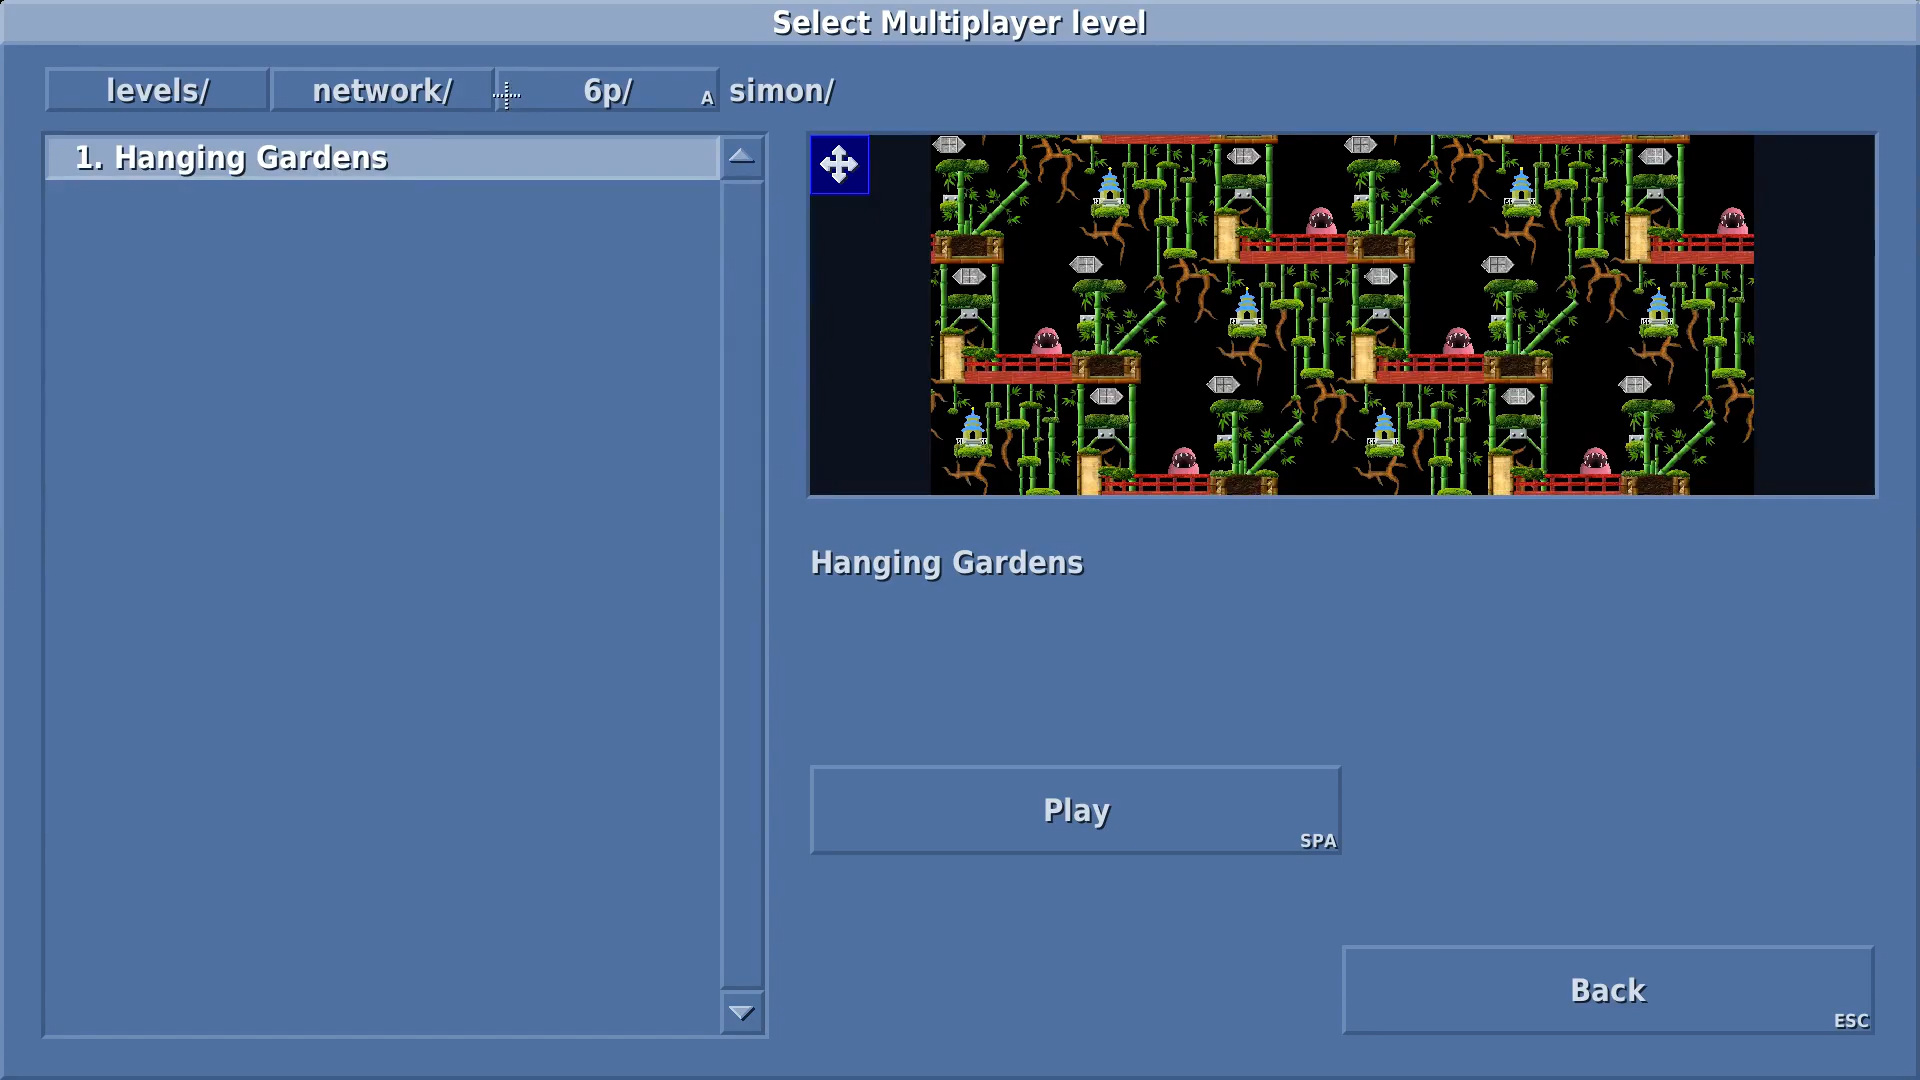 Select Multiplayer level
levels/ network/ 6p/ A simon/
1. Hanging Gardens
Hanging Gardens
Play
SPA
Back
ESC